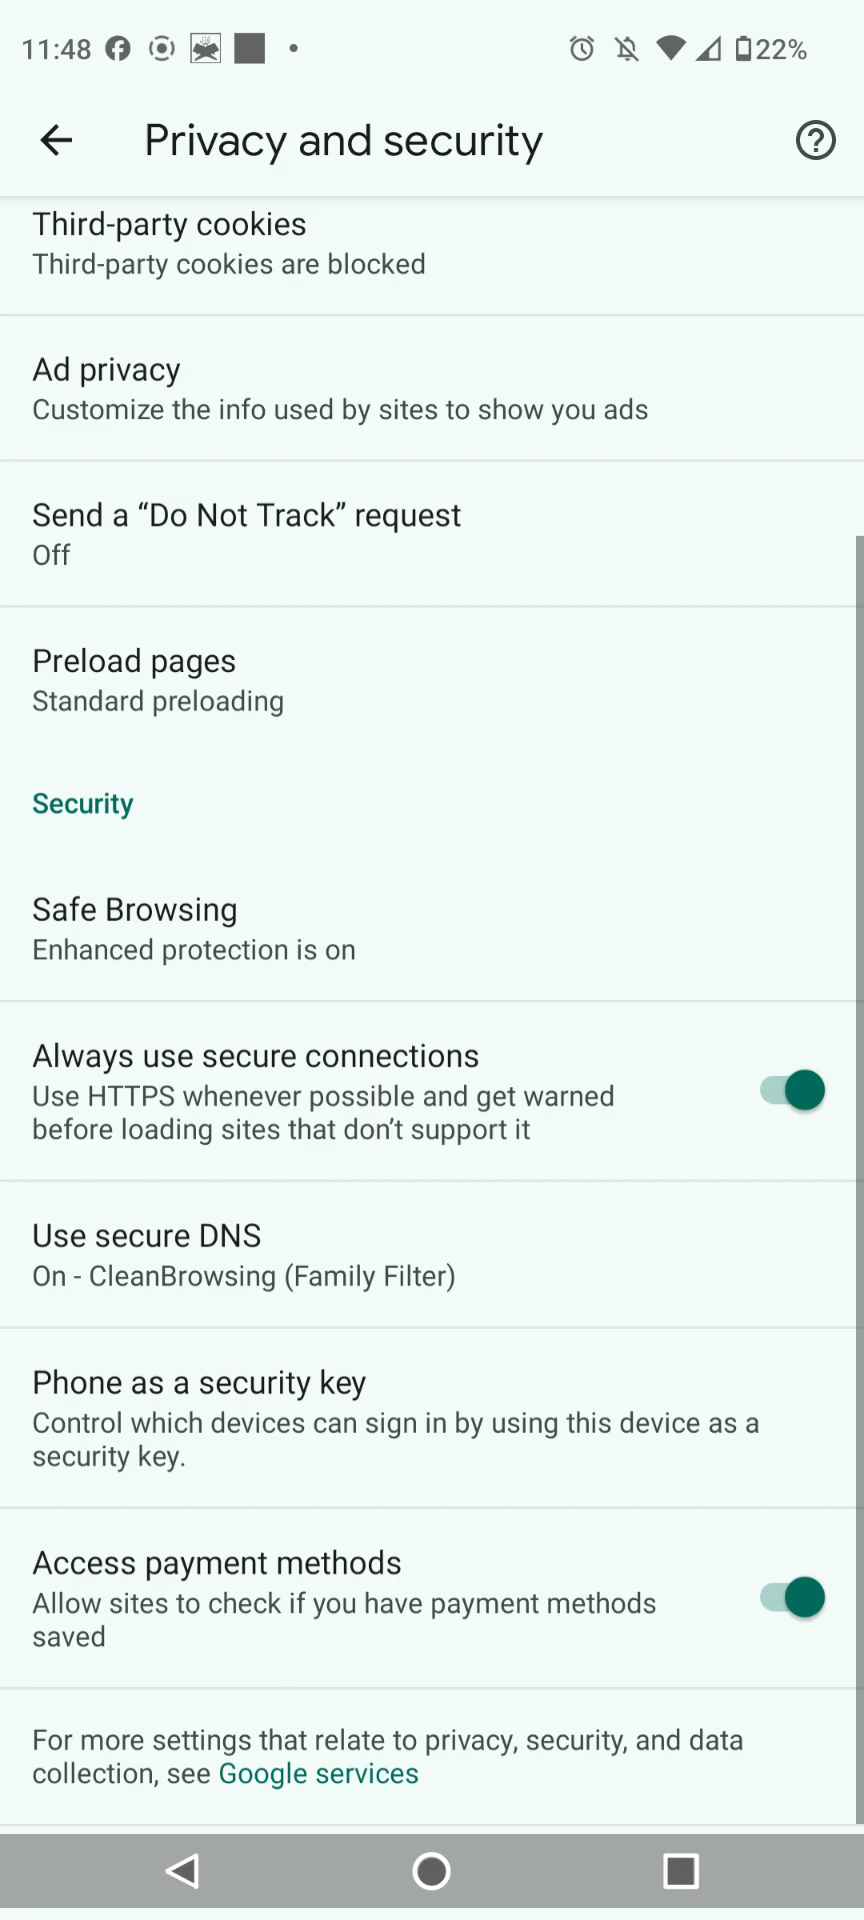 11:48
22%
Privacy and security
Third-party cookies
Third-party cookies are blocked
Ad privacy
Customize the info used by sites to show you ads
Send a “Do Not Track” request
Off
Preload pages
Standard preloading
Security
Safe Browsing
Enhanced protection is on
Always use secure connections
Use HTTPS whenever possible and get warned
before loading sites that don’t support it
Use secure DNS
On - CleanBrowsing (Family Filter)
Phone as a security key
Control which devices can sign in by using this device as a
security key.
Access payment methods
Allow sites to check if you have payment methods
saved
For more settings that relate to privacy, security, and data
collection, see Google services